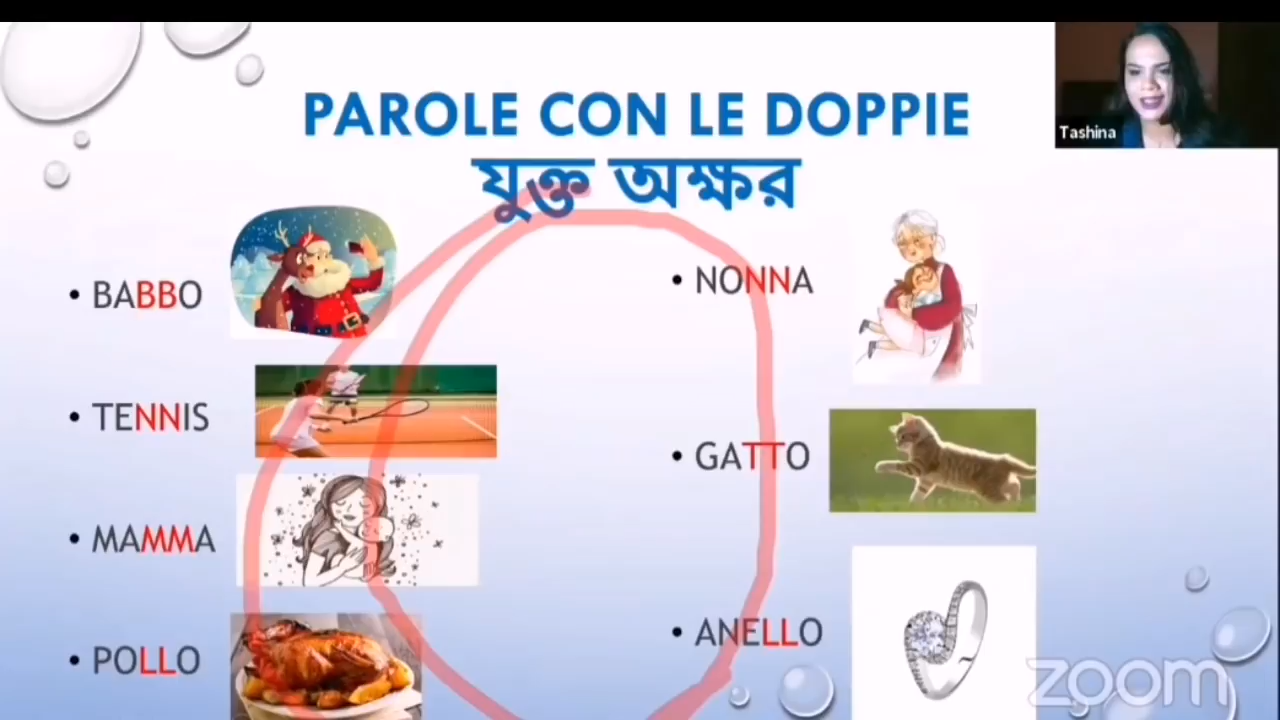 PAROLE CON LE DOPPIE
যুক্ত অক্ষর
• BABBO
• TENNIS
• MAMMA
• POLLO
• NONNA
• GATTO
• ANELLO
Tashina
zoom